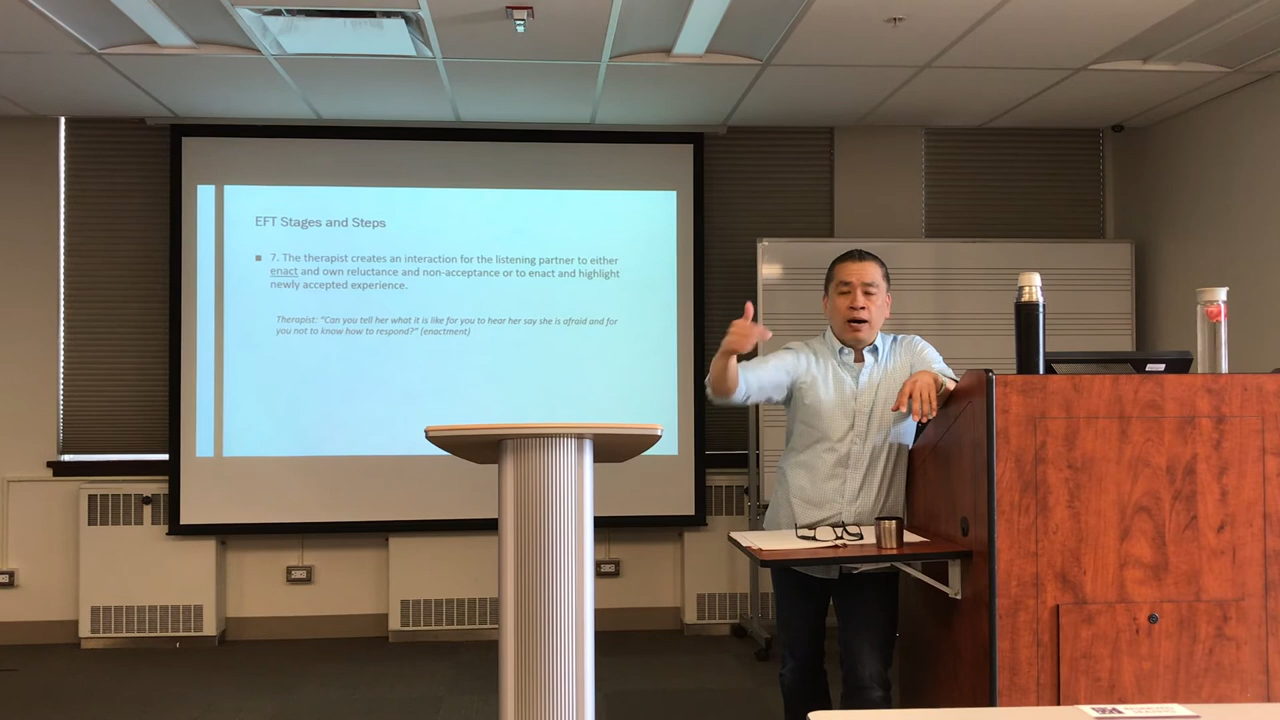 EFT Stages and Steps
7. The therapist creates an interaction for the listening partner to either
enact and own reluctance and non-acceptance or to enact and highlight
newly accepted experience.
Therapist: "Can you tell her what it is like for you to hear her say she is afraid and for
you not to know how to respond?" (enactment)